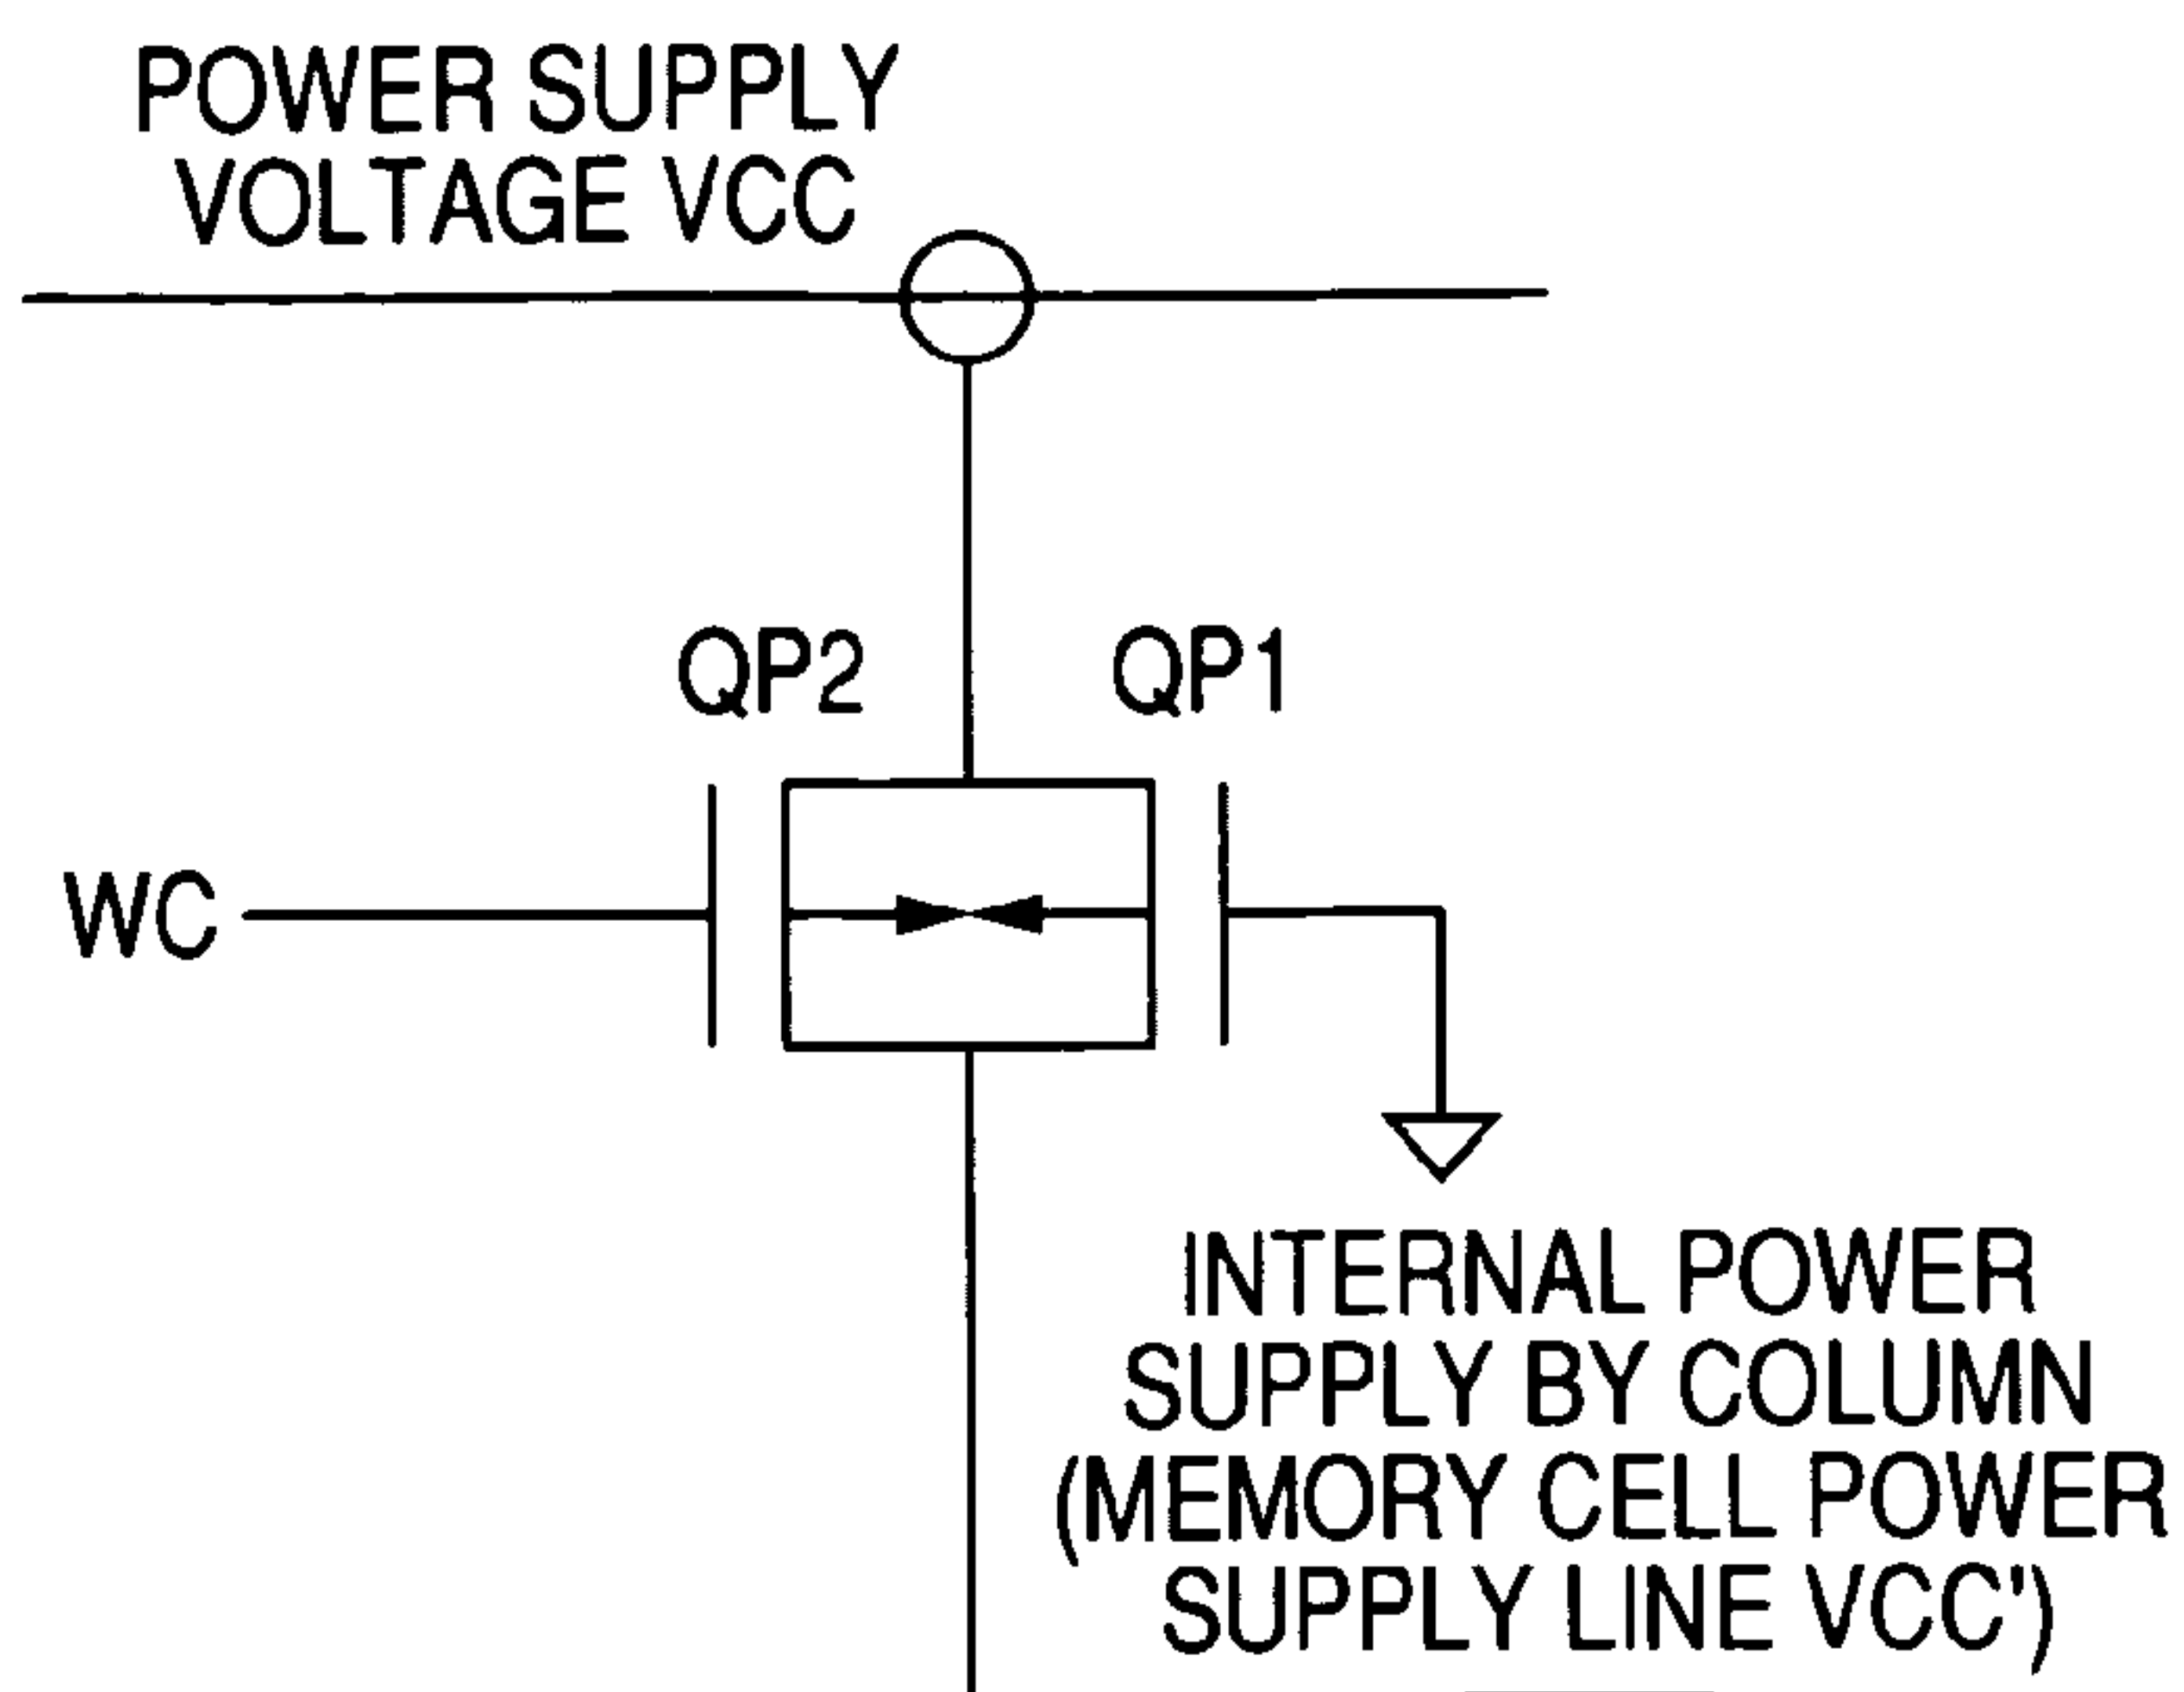 POWER SUPPLY
VOLTAGE VCC
QP2
QP1
WC
INTERNAL POWER
SUPPLY BY COLUMN
(MEMORY CELL POWER
SUPPLY LINE VCC')